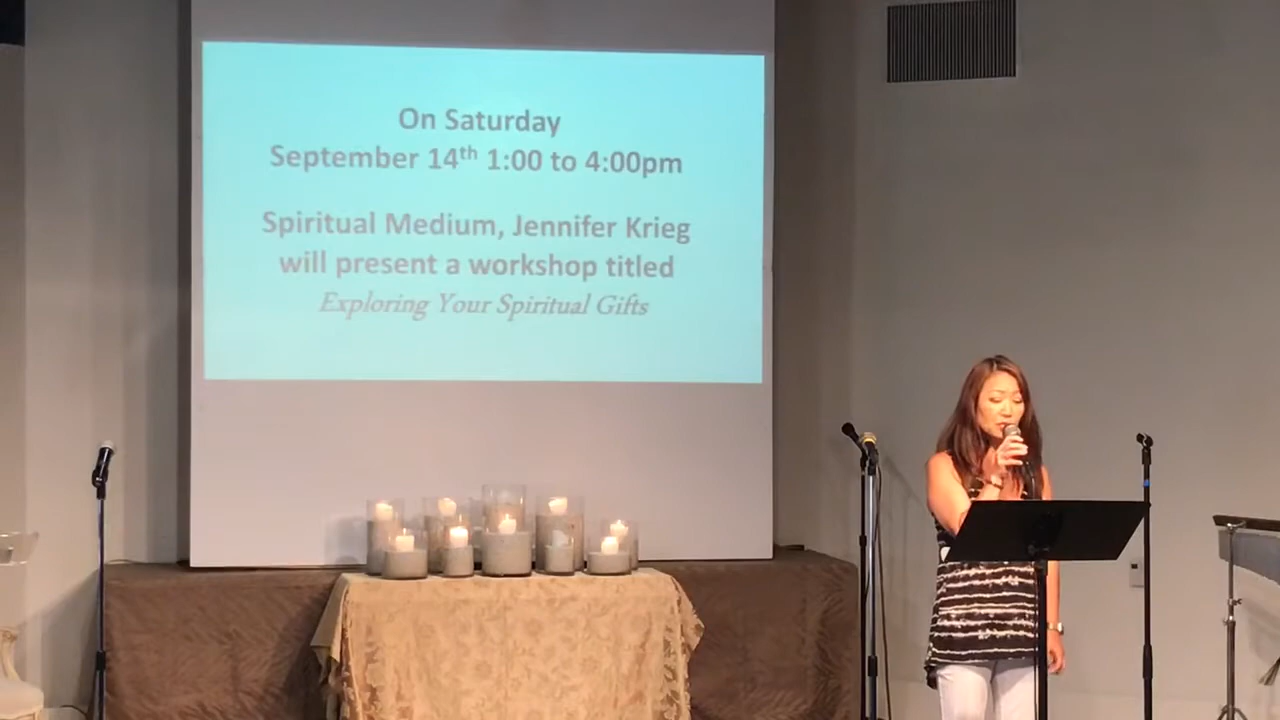 On Saturday
September 14th 1:00 to 4:00pm
Spiritual Medium, Jennifer Krieg
will present a workshop titled
Exploring Your Spiritual Gifts